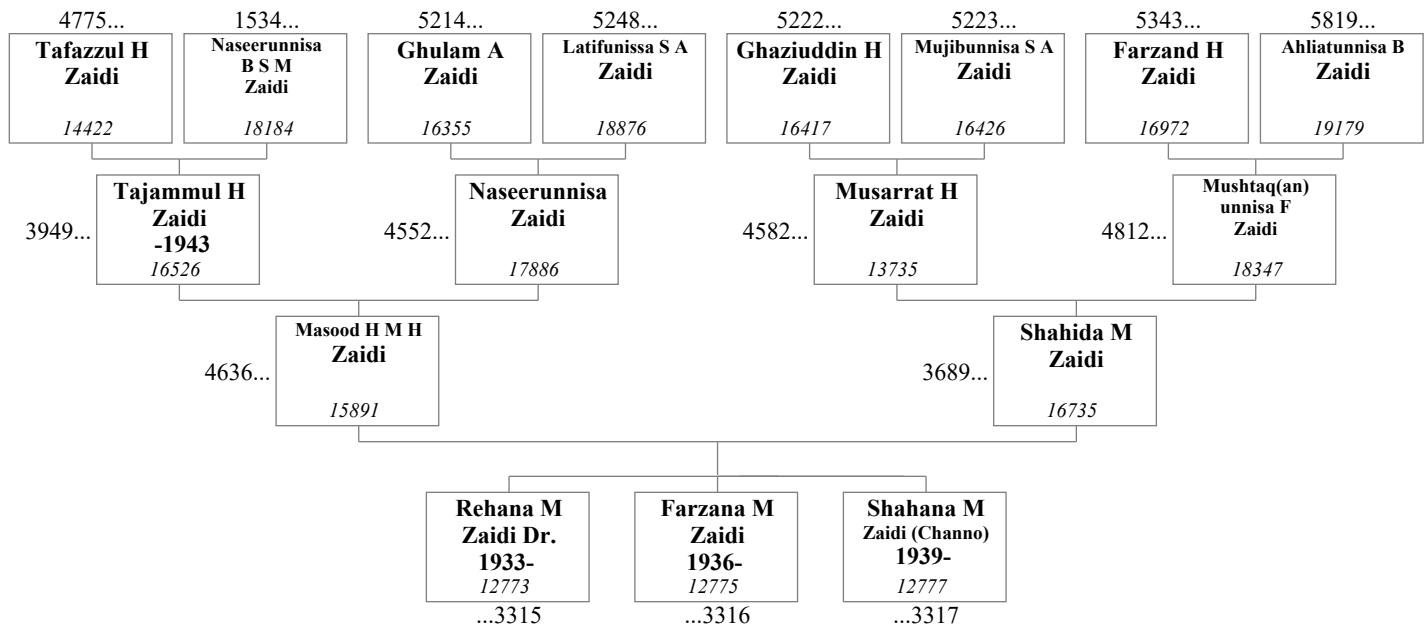 4775... 1534... 5214... 5248... 5222... 5223... 5343... 5819...
Tafazzul H
Zaidi
14422
Naseerunnisa
B S M
Zaidi
18184
Ghulam A
Zaidi
16355
Latifunissa S A
Zaidi
18876
Ghaziuddin H
Zaidi
16417
Mujibunnisa S A
Zaidi
16426
Farzand H
Zaidi
16972
Ahliatunnisa B
Zaidi
19179
3949...
Tajammul H
Zaidi
-1943
16526
4552...
Naseerunnisa
Zaidi
17886
4582...
Musarrat H
Zaidi
13735
4812...
Mushtaq(an)
unnisa F
Zaidi
18347
4636...
Masood H M H
Zaidi
15891
3689...
Shahida M
Zaidi
16735
Rehana M
Zaidi Dr.
1933-
12773
...3315
Farzana M
Zaidi
1936-
12775
...3316
Shahana M
Zaidi (Channo)
1939-
12777
...3317